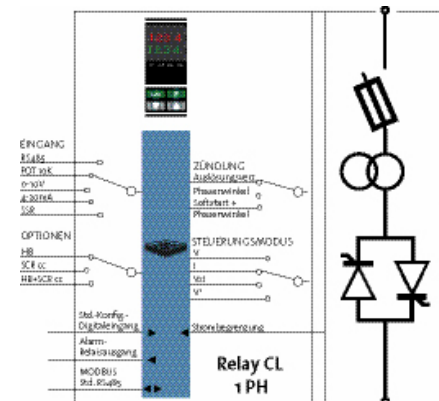 EINGANG
RS485
POT 10K
0-10V
4-20mA
SSR
OPTIONEN
HB
SCR cc
HB+SCR cc
Std.-Konfig-
Digitaleingang
Alarm-
Relaisausgang
MODBUS
Std. RS485
ZÜNDUNG
Phasenwinkel
Softstart +
Phasenwinkel
STEUERUNGSMODUS
V
I
VxI
V²
Strombegrenzung
Relay CL
1 PH